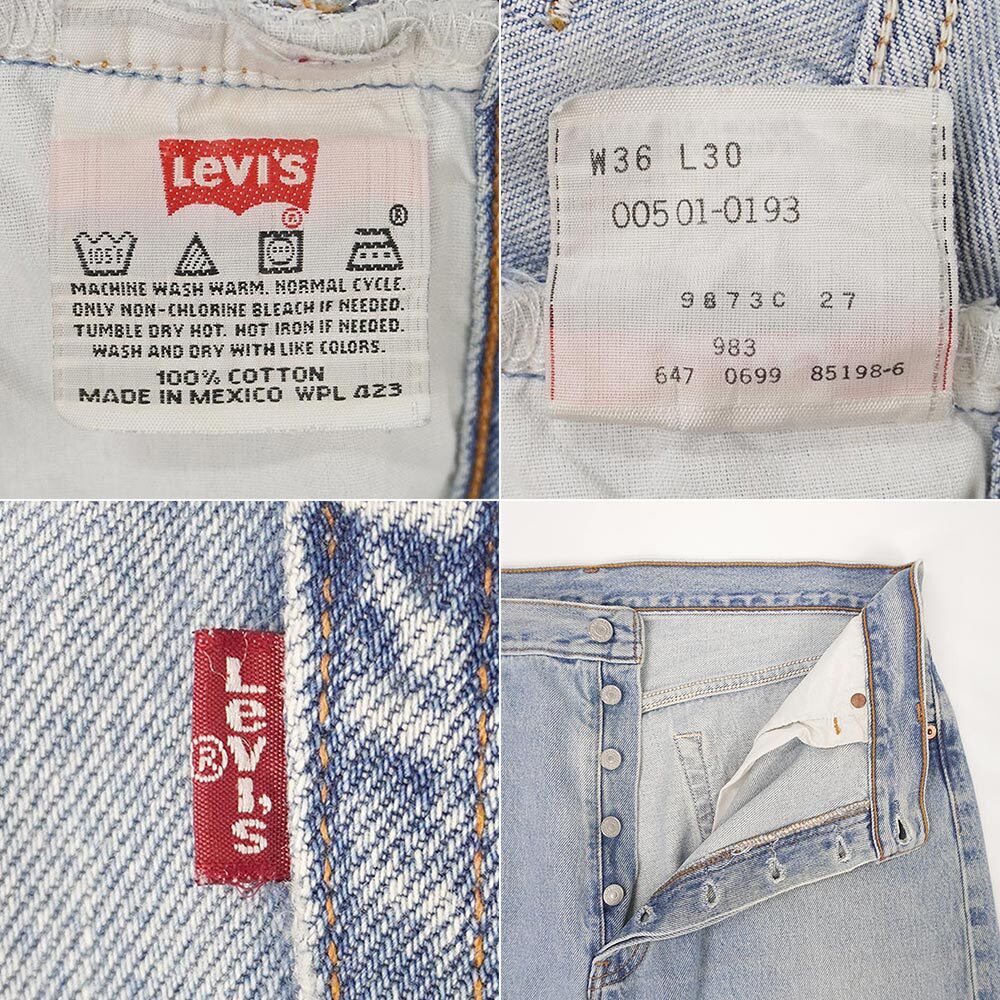 LEVI'S
®
®
105F
MACHINE WASH WARM. NORMAL CYCLE.
ONLY NON-CHLORINE BLEACH IF NEEDED.
TUMBLE DRY HOT. HOT IRON IF NEEDED.
WASH AND DRY WITH LIKE COLORS.
100% COTTON
MADE IN MEXICO WPL 423
W36 L30
00501-0193
9873C 27
983
647 0699 85198-6
LEVI'S
®